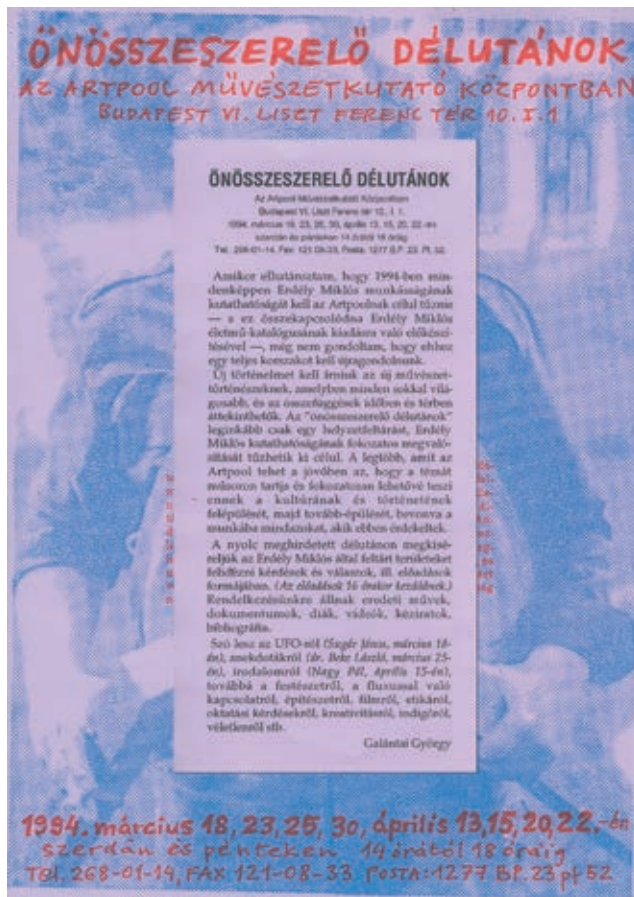 ÖNÖSSZESZERELŐ DÉLUTÁNOK
AZ ARTPOOL MŰVÉSZETKUTATÓ KÖZPONTBAN
BUDAPEST VI. LISZT FERENC TÉR 10. I. 1
ÖNÖSSZESZERELŐ DÉLUTÁNOK
Az Artpool Művészetkutató Központban
Budapest VI. Liszt Ferenc tér 10., I. 1.
1994. március 18, 23, 25, 30, április 13, 15, 20, 22.-én
szerdán és pénteken 14 órától 18 óráig
Tel. 268-01-14, Fax: 121-08-33, Posta: 1277 B.P. 23. Pf. 52.
Amikor elhatároztam, hogy 1994-ben min-
denképpen Erdély Miklós munkásságának
kutathatóságát kell az Artpoolnak célul tűznie
— s ez összekapcsolódna Erdély Miklós
életmű-katalógusának kiadásra való előkészí-
tésével —, még nem gondoltam, hogy ehhez
egy teljes korszakot kell újragondolnunk.
Új történelmet kell írniuk az új művészet-
történészeknek, amelyben minden sokkal vilá-
gosabb, és az összefüggések időben és térben
áttekinthetők. Az "önösszeszerelő délutánok"
leginkább csak egy helyzetfeltárást, Erdély
Miklós kutathatóságának fokozatos megvaló-
sítását tűzhetik ki célul. A legtöbb, amit az
Artpool tehet a jövőben az, hogy a témát
műsoron tartja és fokozatosan lehetővé teszi
ennek a kultúrának és történetének
felépülését, majd tovább-épülését, bevonva a
munkába mindazokat, akik ebben érdekeltek.
A nyolc meghirdetett délutánon megkísé-
reljük az Erdély Miklós által feltárt területeket
felidézni kérdések és válaszok, ill. előadások
formájában. (Az előadások 16 órakor kezdődnek.)
Rendelkezésünkre állnak eredeti művek,
dokumentumok, diák, videók, kéziratok,
bibliográfia.
Szó lesz az UFO-ról (Sugár János, március 18-
án), anekdotákról (dr. Beke László, március 25-
én), irodalomról (Nagy Pál, április 15-én),
továbbá a festészetről, a fluxussal való
kapcsolatról, építészetről, filmről, etikáról,
oktatási kérdésekről, kreativitásról, indigóról,
véletlenről stb.
Galántai György
1994. március 18, 23, 25, 30, április 13, 15, 20, 22.-én
szerdán és pénteken 14 órától 18 óráig
TEL. 268-01-14, FAX 121-08-33 POSTA: 1277 BP. 23 pf 52